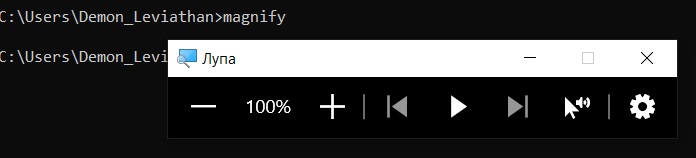 C:\Users\Demon_Leviathan>magnify
C:\Users\Demon_Levi
Лупа
100%